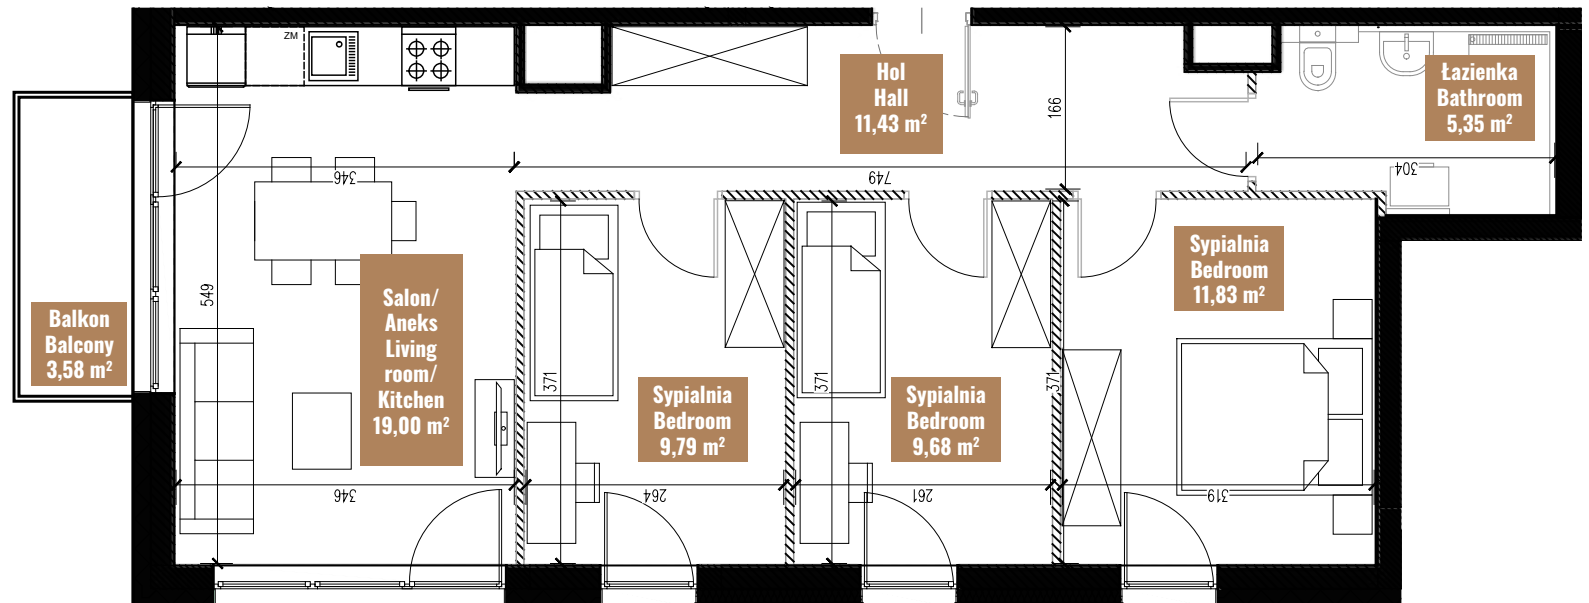 ZM
Hol
Hall
11,43 m²
Łazienka
Bathroom
5,35 m²
166
346
749
304
Sypialnia
Bedroom
11,83 m²
549
Salon/
Aneks
Living
room/
Kitchen
19,00 m²
Balkon
Balcony
3,58 m²
371
371
371
Sypialnia
Bedroom
9,79 m²
Sypialnia
Bedroom
9,68 m²
346
264
261
319